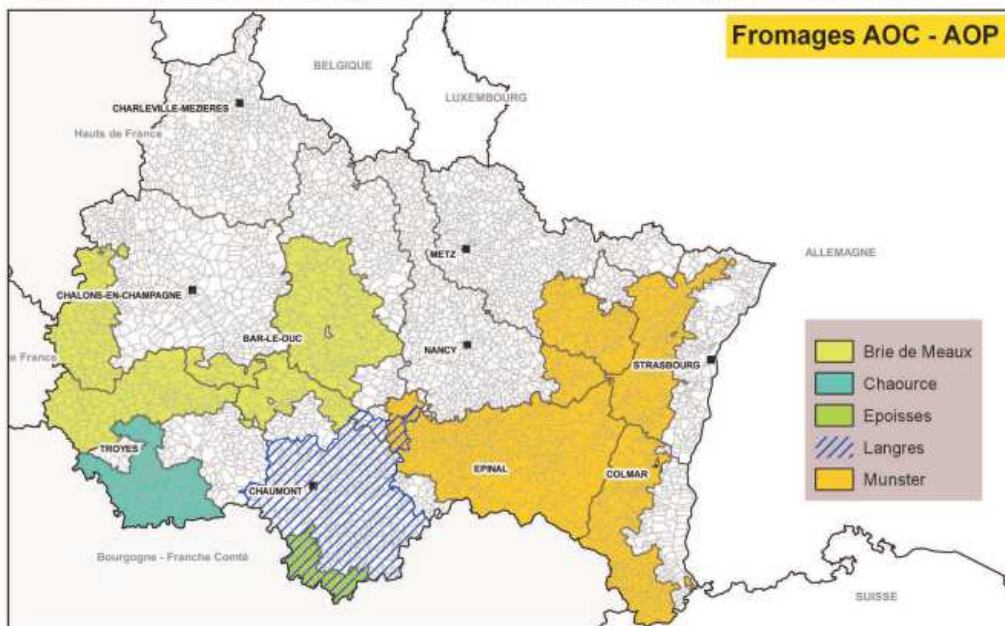 Fromages AOC - AOP
BELGIQUE
LUXEMBOURG
CHARLEVILLE-MEZIERES
Hauts de France
ALLEMAGNE
METZ
CHALONS-EN-CHAMPAGNE
BAR-LE-DUC
NANCY
STRASBOURG
e France
Brie de Meaux
Chaource
Epoisses
Langres
Munster
TROYES
EPINAL
COLMAR
CHAUMONT
Bourgogne - Franche Comté
SUISSE